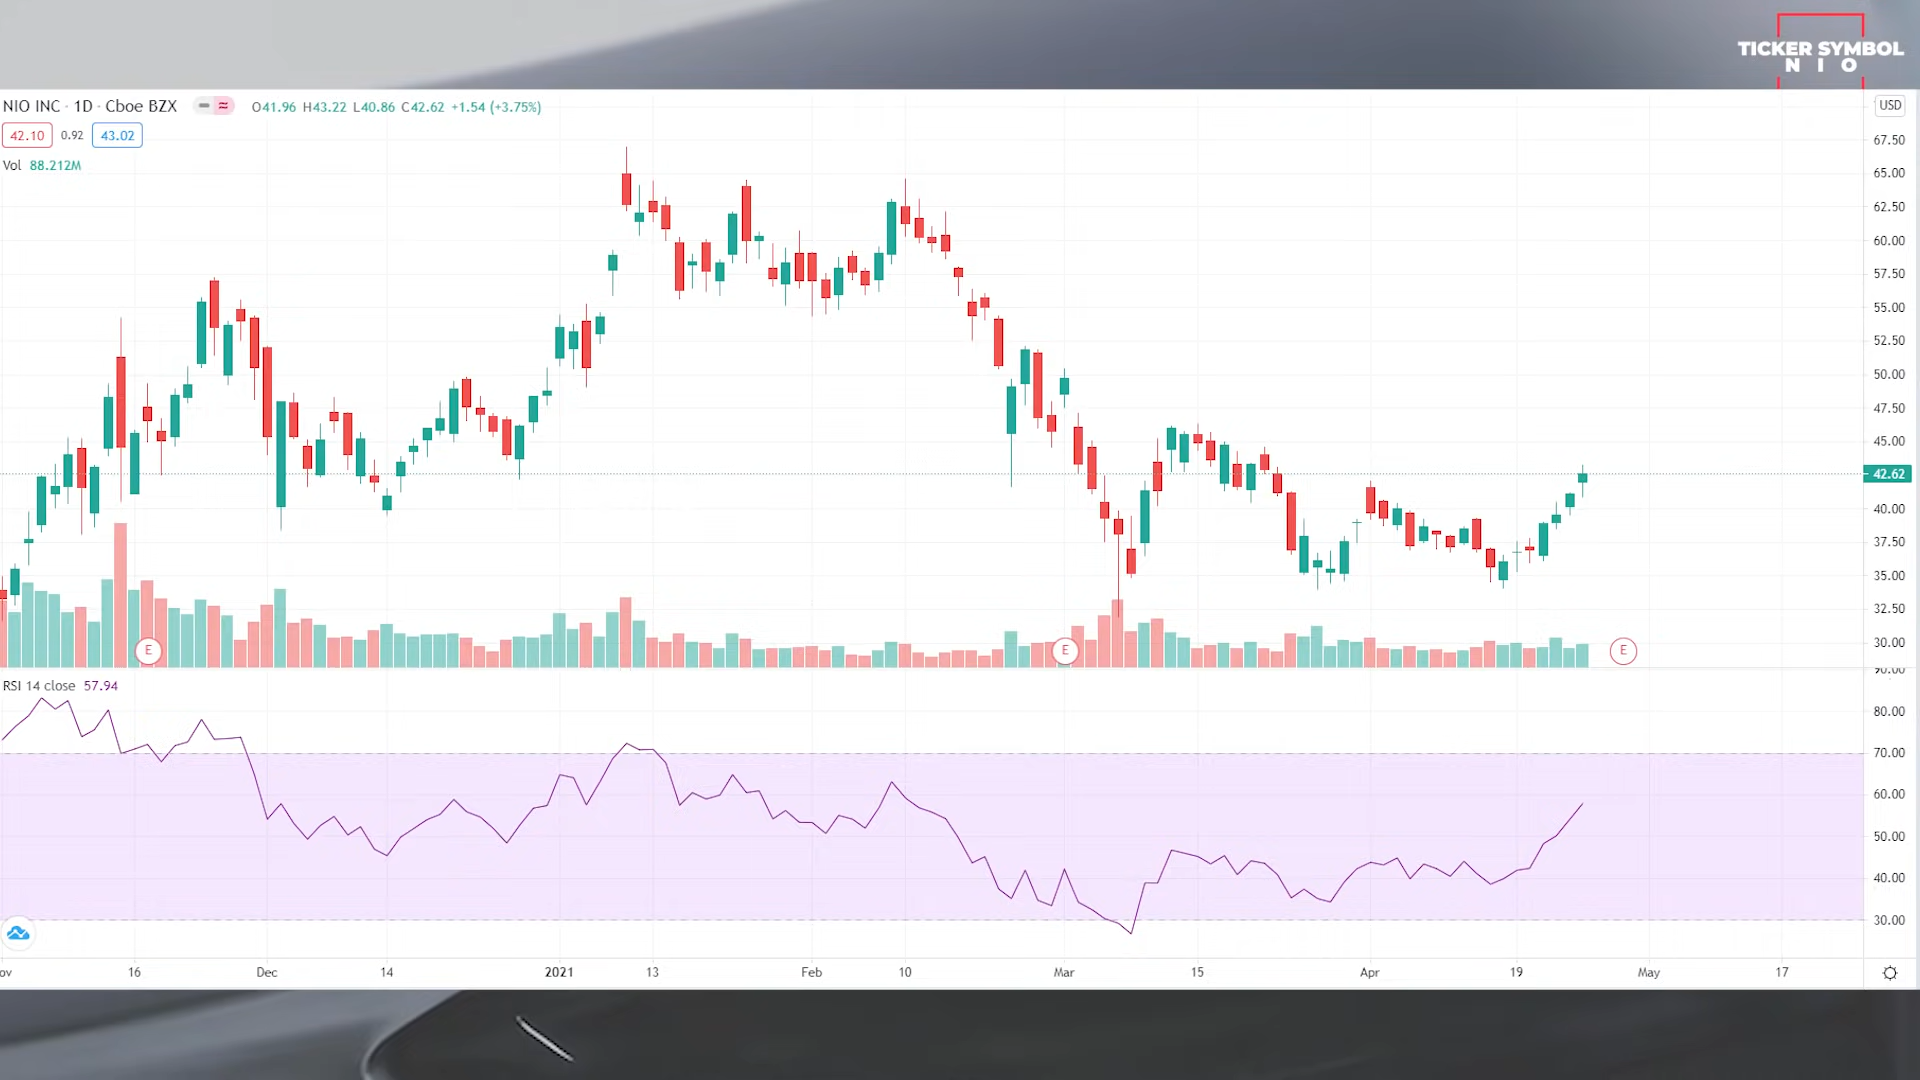 TICKER SYMBOL
NIO
NIO INC · 1D · Cboe BZX O41.96 H43.22 L40.86 C42.62 +1.54 (+3.75%)
USD
42.10 0.92 43.02
Vol 88.212M
67.50
65.00
62.50
60.00
57.50
55.00
52.50
50.00
47.50
45.00
42.62
40.00
37.50
35.00
32.50
30.00
E E E
90.00
RSI 14 close 57.94
80.00
70.00
60.00
50.00
40.00
30.00
ov 16 Dec 14 2021 13 Feb 10 Mar 15 Apr 19 May 17